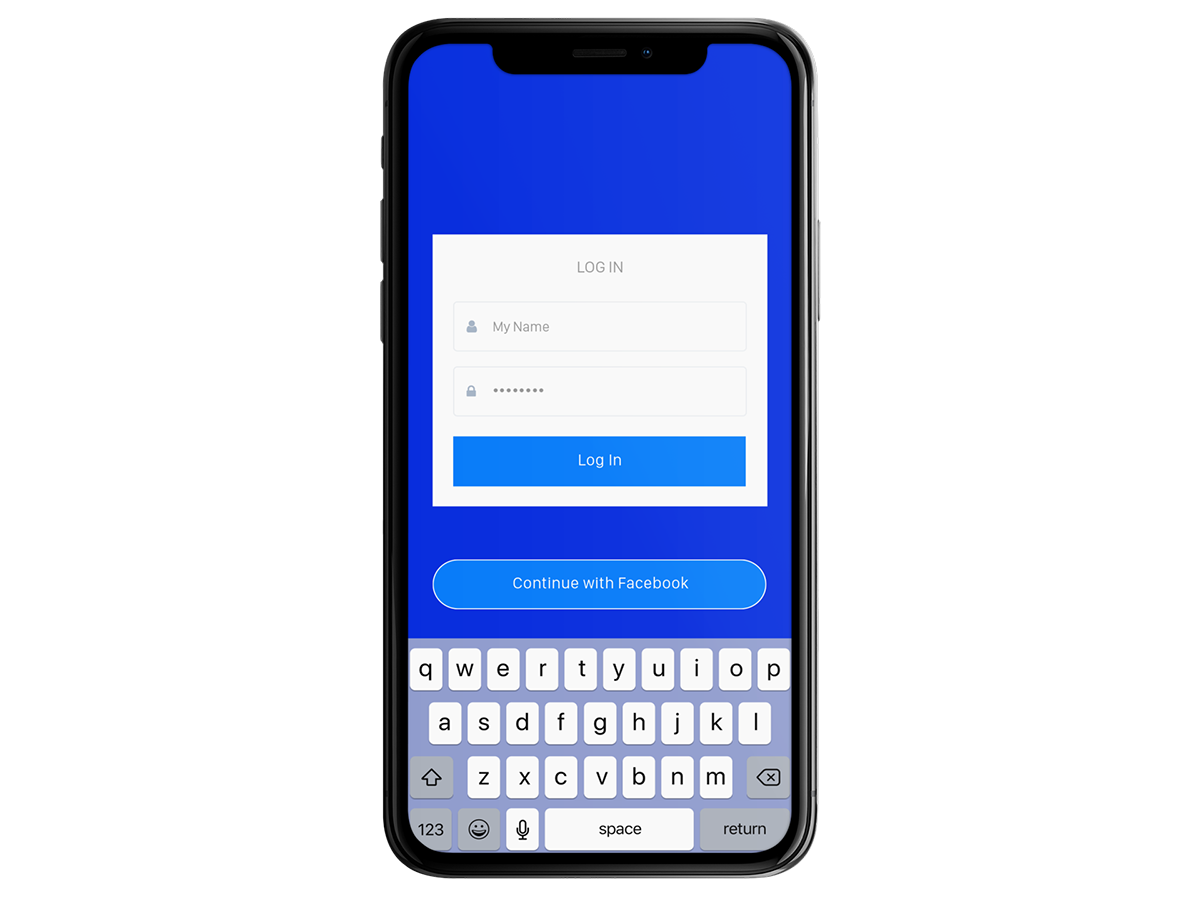 LOG IN
My Name
••••••••
Log In
Continue with Facebook
q w e r t y u i o p
a s d f g h j k l
z x c v b n m
123 space return